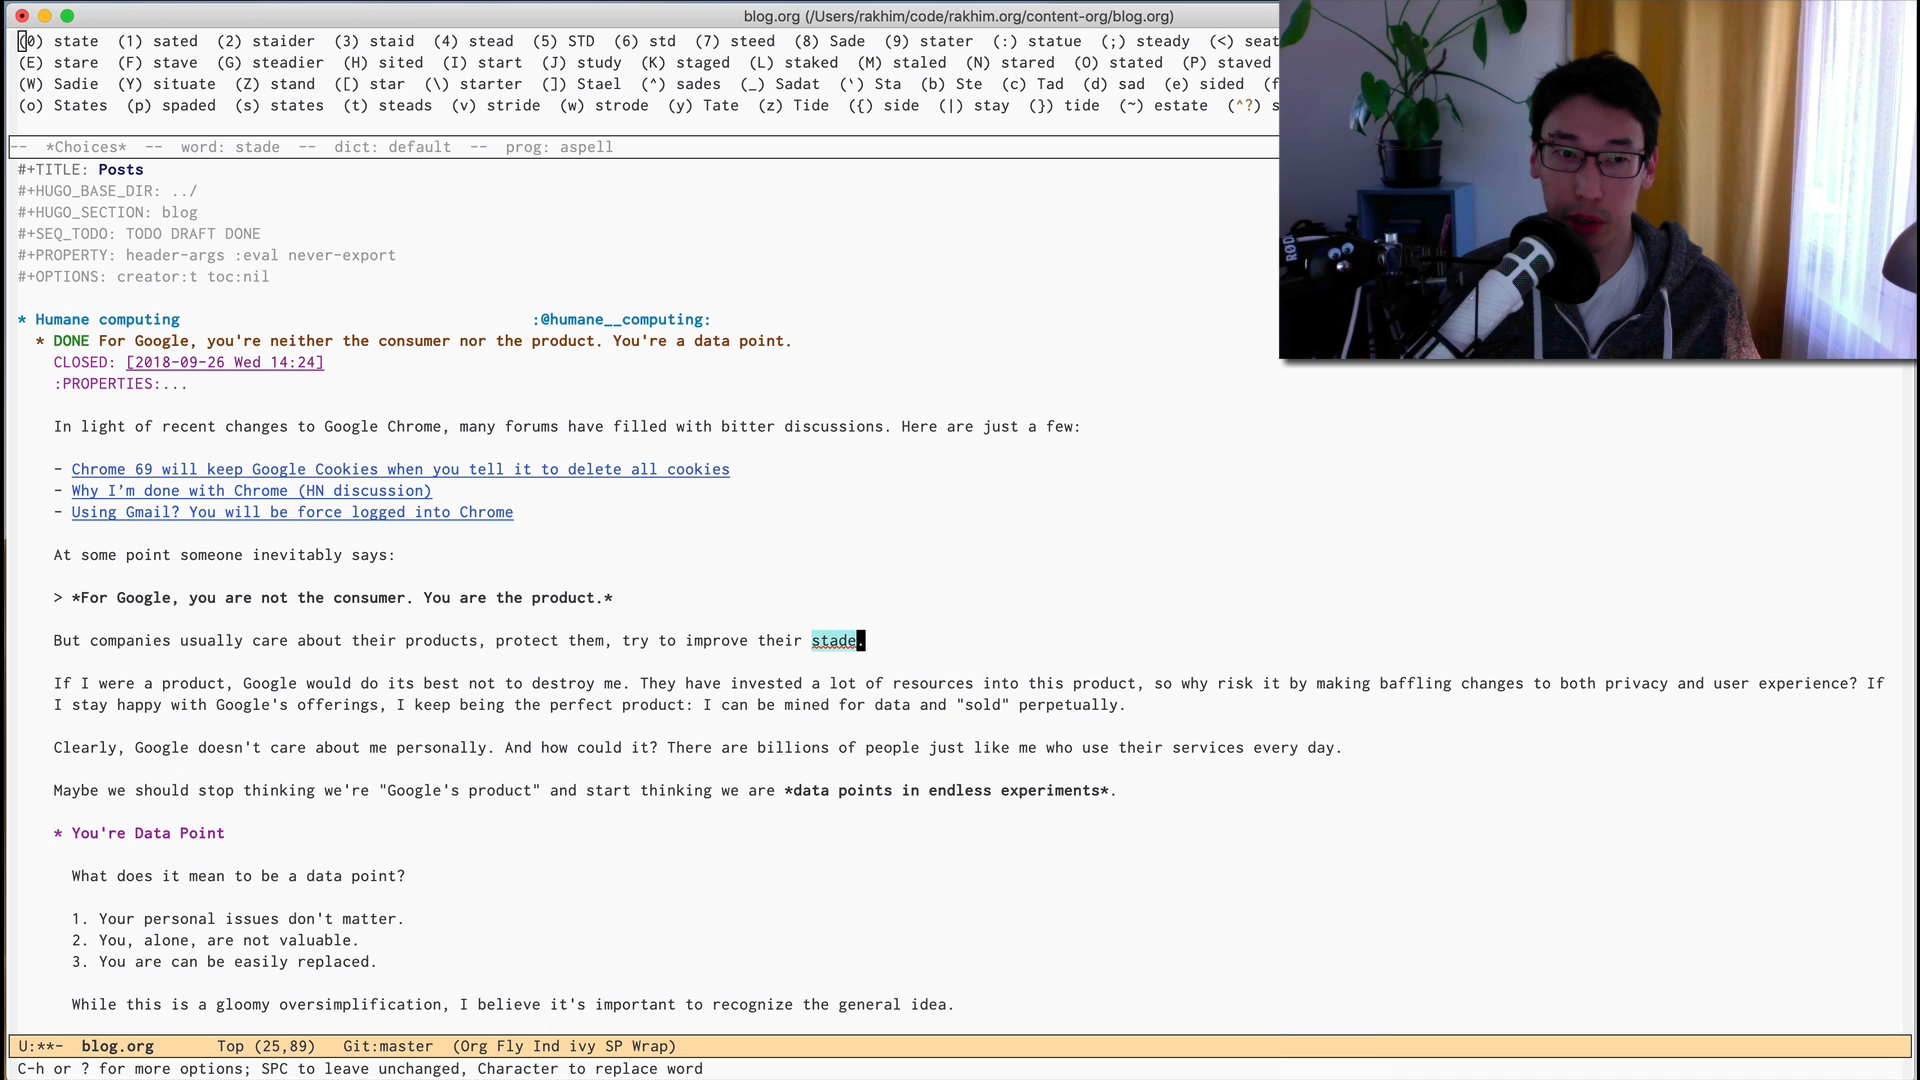 blog.org (/Users/rakhim/code/rakhim.org/content-org/blog.org)
(0) state (1) sated (2) staider (3) staid (4) stead (5) STD (6) std (7) steed (8) Sade (9) stater (:) statue (;) steady (<) seat
(E) stare (F) stave (G) steadier (H) sited (I) start (J) study (K) staged (L) staked (M) staled (N) stared (O) stated (P) staved
(W) Sadie (Y) situate (Z) stand ([) star (\) starter (]) Stael (^) sades (_) Sadat (`) Sta (b) Ste (c) Tad (d) sad (e) sided (f
(o) States (p) spaded (s) states (t) steads (v) stride (w) strode (y) Tate (z) Tide ({) side (|) stay (}) tide (~) estate (^?) s
-- *Choices* -- word: stade -- dict: default -- prog: aspell
#+TITLE: Posts
#+HUGO_BASE_DIR: ../
#+HUGO_SECTION: blog
#+SEQ_TODO: TODO DRAFT DONE
#+PROPERTY: header-args :eval never-export
#+OPTIONS: creator:t toc:nil
* Humane computing :@humane__computing:
* DONE For Google, you're neither the consumer nor the product. You're a data point.
CLOSED: [2018-09-26 Wed 14:24]
:PROPERTIES:...
In light of recent changes to Google Chrome, many forums have filled with bitter discussions. Here are just a few:
- Chrome 69 will keep Google Cookies when you tell it to delete all cookies
- Why I’m done with Chrome (HN discussion)
- Using Gmail? You will be force logged into Chrome
At some point someone inevitably says:
> *For Google, you are not the consumer. You are the product.*
But companies usually care about their products, protect them, try to improve their stade.
If I were a product, Google would do its best not to destroy me. They have invested a lot of resources into this product, so why risk it by making baffling changes to both privacy and user experience? If
I stay happy with Google's offerings, I keep being the perfect product: I can be mined for data and "sold" perpetually.
Clearly, Google doesn't care about me personally. And how could it? There are billions of people just like me who use their services every day.
Maybe we should stop thinking we're "Google's product" and start thinking we are *data points in endless experiments*.
* You're Data Point
What does it mean to be a data point?
1. Your personal issues don't matter.
2. You, alone, are not valuable.
3. You are can be easily replaced.
While this is a gloomy oversimplification, I believe it's important to recognize the general idea.
U:**- blog.org Top (25,89) Git:master (Org Fly Ind ivy SP Wrap)
C-h or ? for more options; SPC to leave unchanged, Character to replace word
RØD